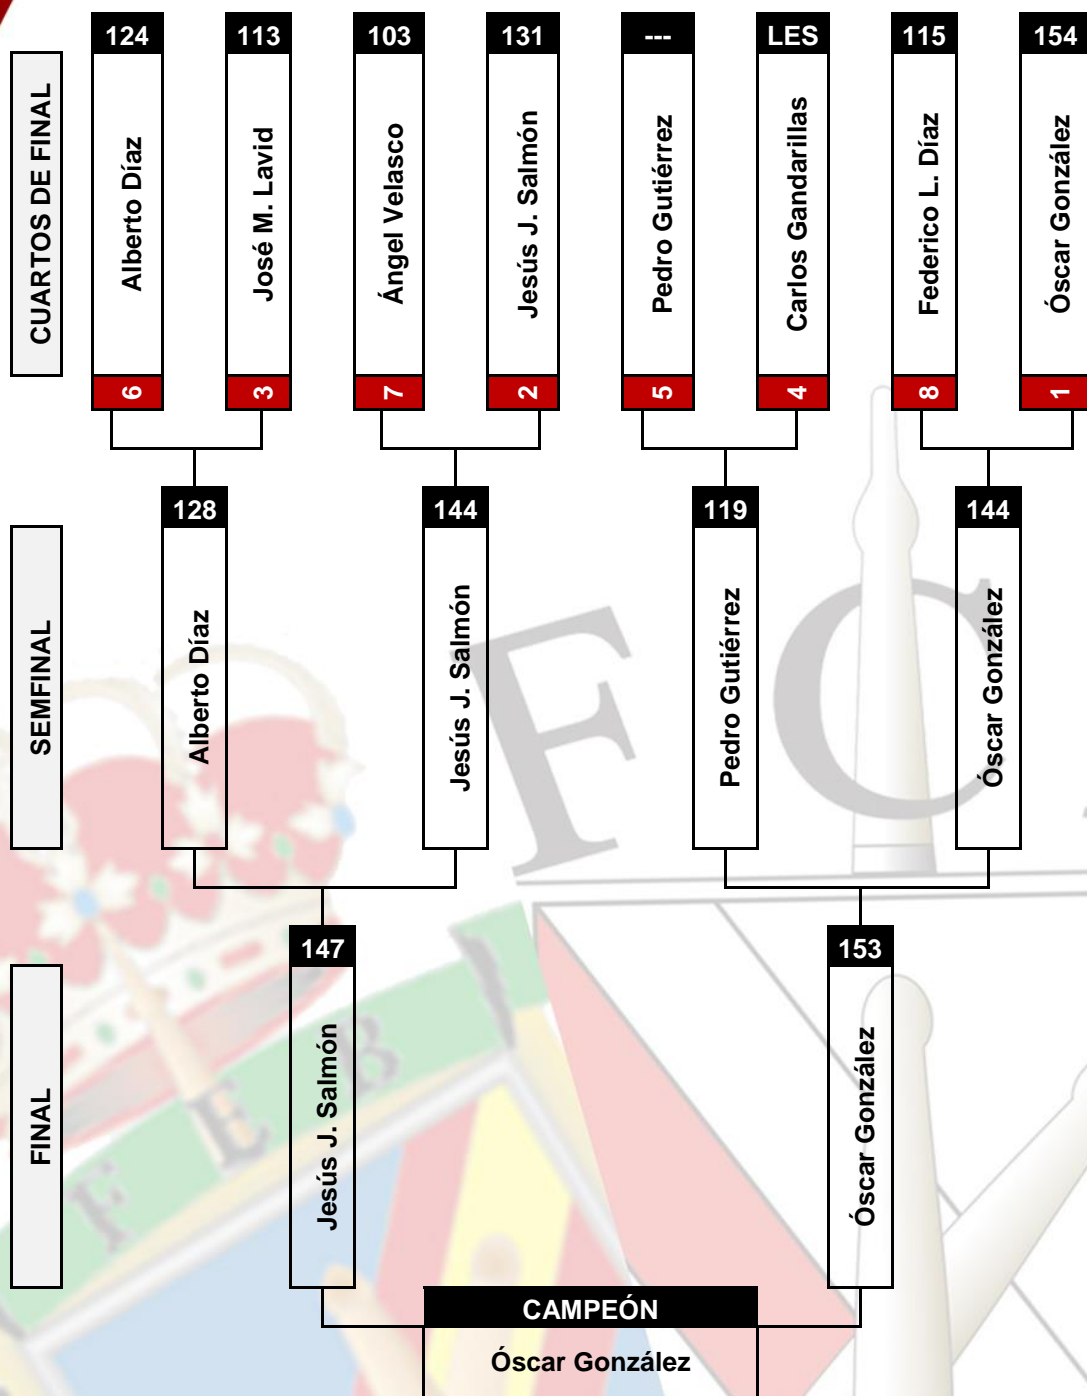 124 113 103 131 --- LES 115 154
CUARTOS DE FINAL
Alberto Díaz
José M. Lavid
Ángel Velasco
Jesús J. Salmón
Pedro Gutiérrez
Carlos Gandarillas
Federico L. Díaz
Óscar González
6 3 7 2 5 4 8 1
128 144 119 144
SEMFINAL
Alberto Díaz
Jesús J. Salmón
Pedro Gutiérrez
Óscar González
F C
147 153
FINAL
Jesús J. Salmón
Óscar González
F E B
CAMPEÓN
Óscar González